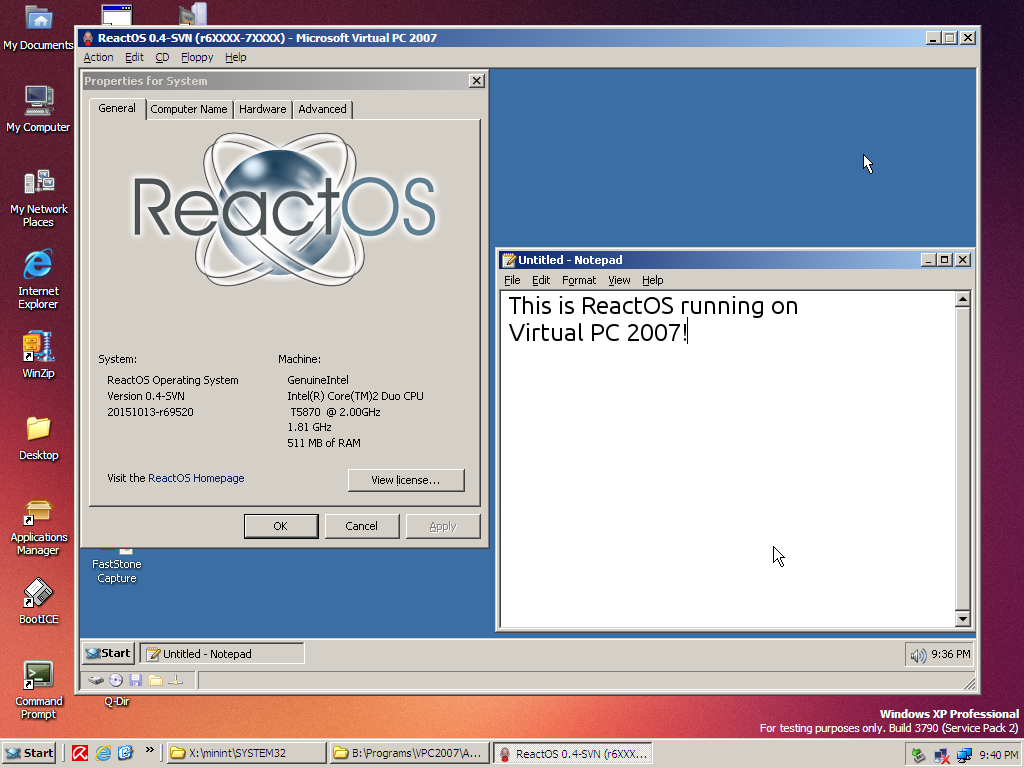 My Documents
My Computer
My Network
Places
Internet
Explorer
WinZip
Desktop
Applications
Manager
BootICE
Command
Prompt
ReactOS 0.4-SVN (r6XXXX-7XXXX) - Microsoft Virtual PC 2007
Action Edit CD Floppy Help
Properties for System
General Computer Name Hardware Advanced
ReactOS
System: Machine:
ReactOS Operating System GenuineIntel
Version 0.4-SVN Intel(R) Core(TM)2 Duo CPU
20151013-r69520 T5870 @ 2.00GHz
1.81 GHz
511 MB of RAM
Visit the ReactOS Homepage View license...
OK Cancel Apply
FastStone
Capture
Untitled - Notepad
File Edit Format View Help
This is ReactOS running on
Virtual PC 2007!
Start Untitled - Notepad 9:36 PM
Q-Dir
Windows XP Professional
For testing purposes only. Build 3790 (Service Pack 2)
Start » X:\minint\SYSTEM32 B:\Programs\VPC2007\A... ReactOS 0.4-SVN (r6XXX... 9:40 PM